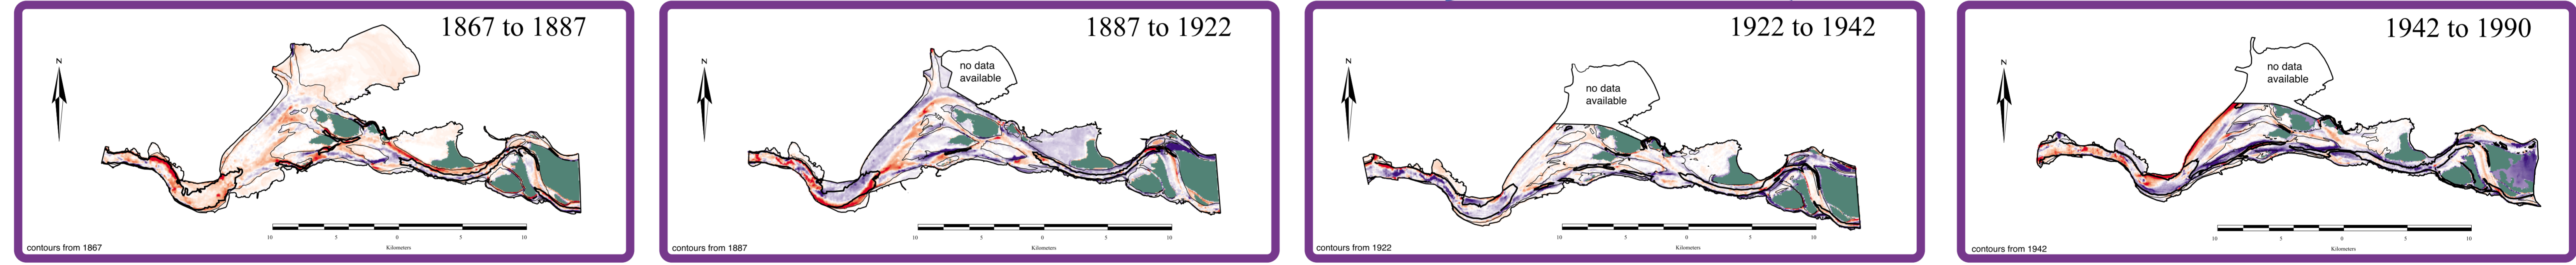 1867 to 1887
N
10 5 0 5 10
Kilometers
contours from 1867
1887 to 1922
no data
available
N
10 5 0 5 10
Kilometers
contours from 1887
1922 to 1942
no data
available
N
10 5 0 5 10
Kilometers
contours from 1922
1942 to 1990
no data
available
N
10 5 0 5 10
Kilometers
contours from 1942